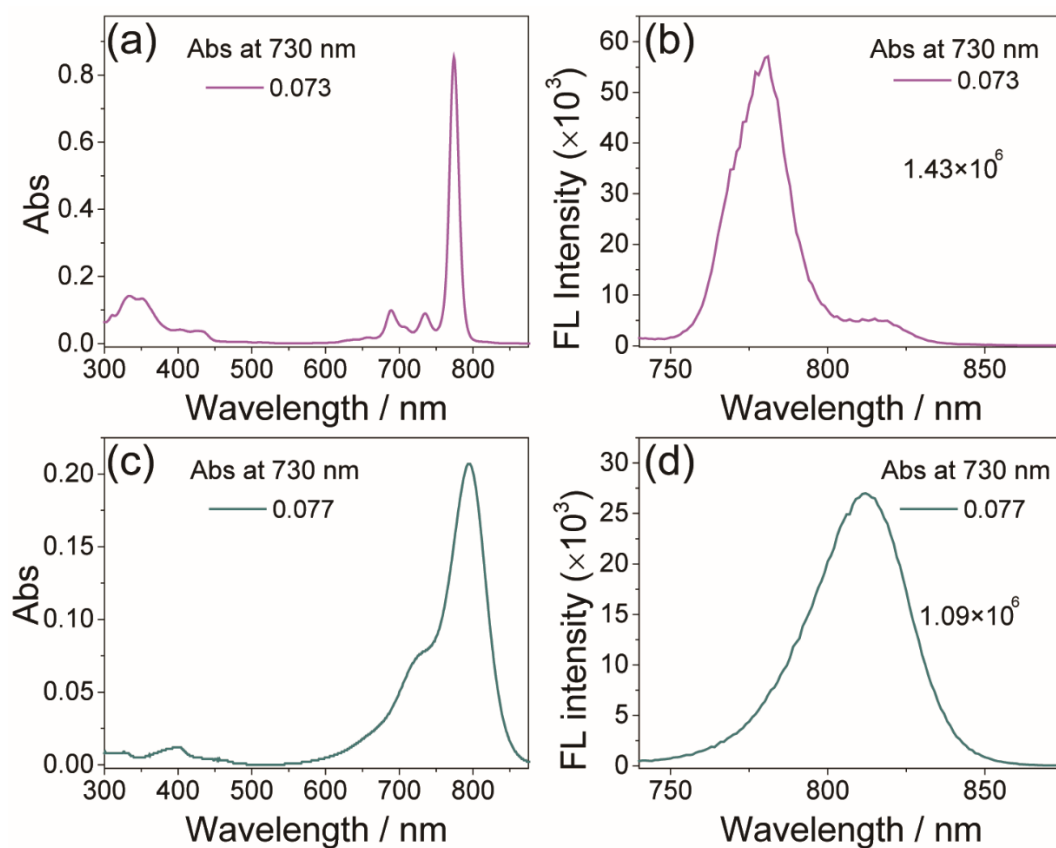 (a)
Abs at 730 nm
0.073
0.8
0.6
0.4
0.2
0.0
Abs
300 400 500 600 700 800
Wavelength / nm
(b)
Abs at 730 nm
0.073
1.43×10⁶
60
50
40
30
20
10
0
FL Intensity (×10³)
750 800 850
Wavelength / nm
(c)
Abs at 730 nm
0.077
0.20
0.15
0.10
0.05
0.00
Abs
300 400 500 600 700 800
Wavelength / nm
(d)
Abs at 730 nm
0.077
1.09×10⁶
30
25
20
15
10
5
0
FL intensity (×10³)
750 800 850
Wavelength / nm